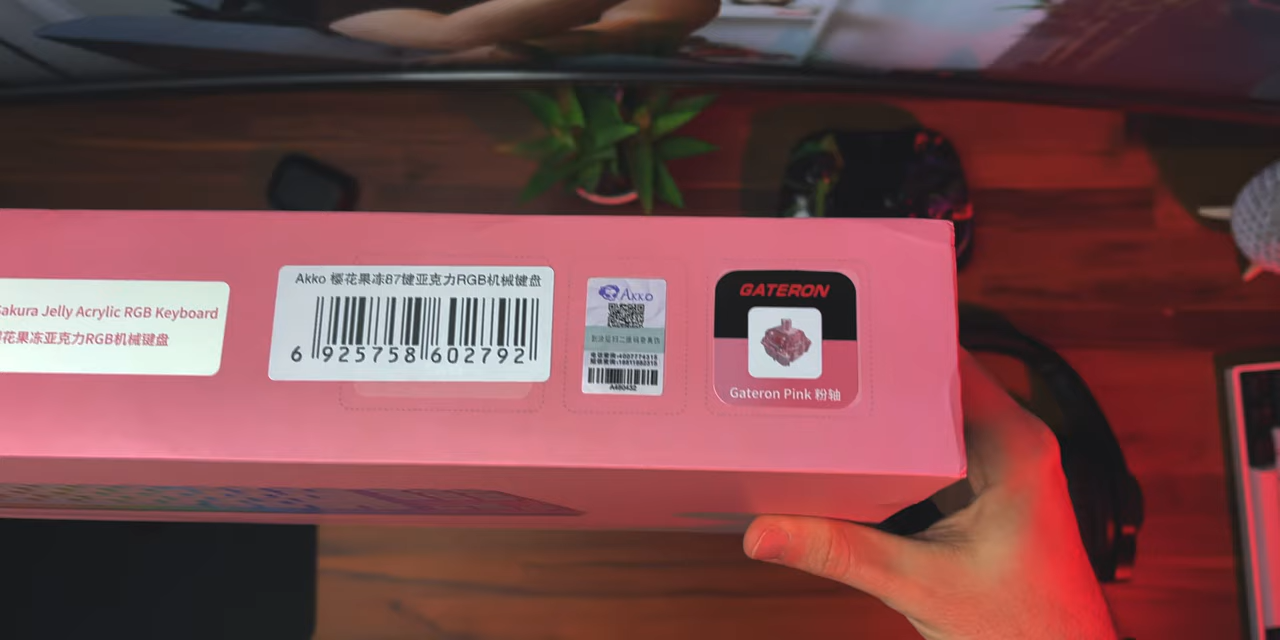 Sakura Jelly Acrylic RGB Keyboard
花果冻亚克力RGB机械键盘
Akko 樱花果冻87键亚克力RGB机械键盘
6 925758 602792
AKKO
A480432
GATERON
Gateron Pink 粉轴